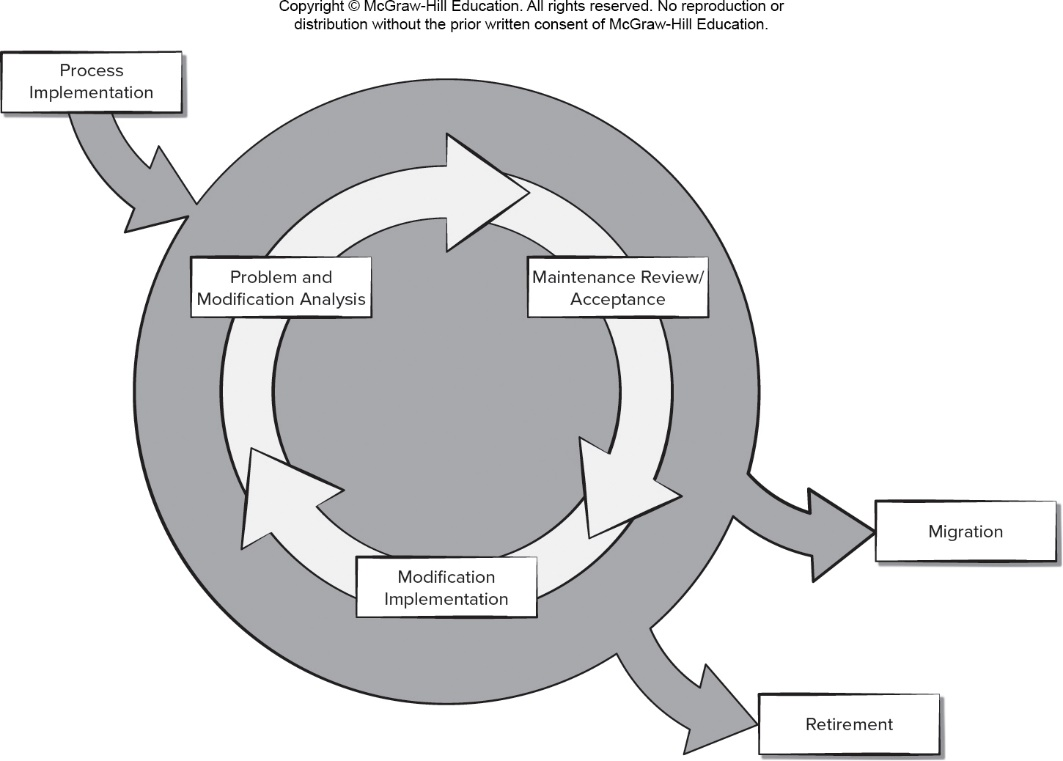 Copyright © McGraw-Hill Education. All rights reserved. No reproduction or
distribution without the prior written consent of McGraw-Hill Education.
Process
Implementation
Problem and
Modification Analysis
Maintenance Review/
Acceptance
Modification
Implementation
Migration
Retirement